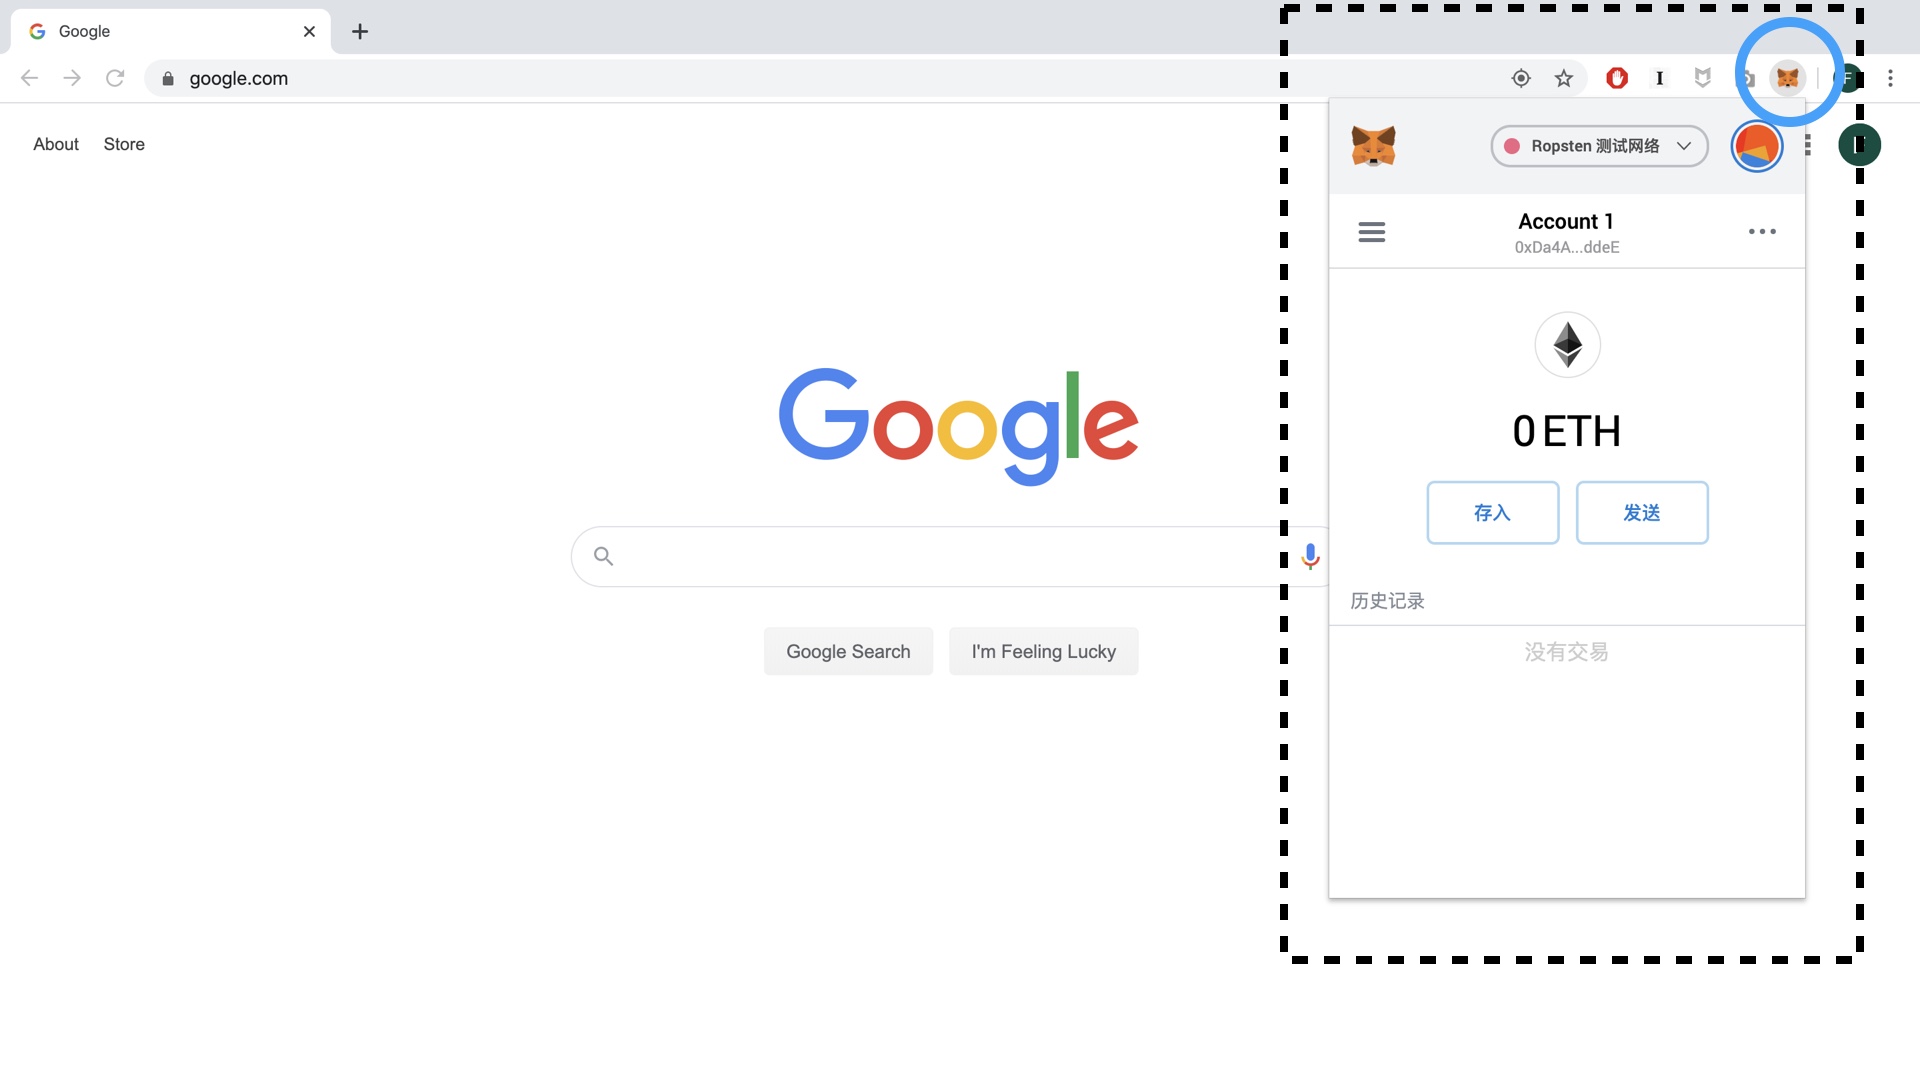 Google
google.com
About
Store
Ropsten 测试网络
Account 1
0xDa4A...ddeE
Google
0 ETH
存入
发送
历史记录
Google Search
I'm Feeling Lucky
没有交易